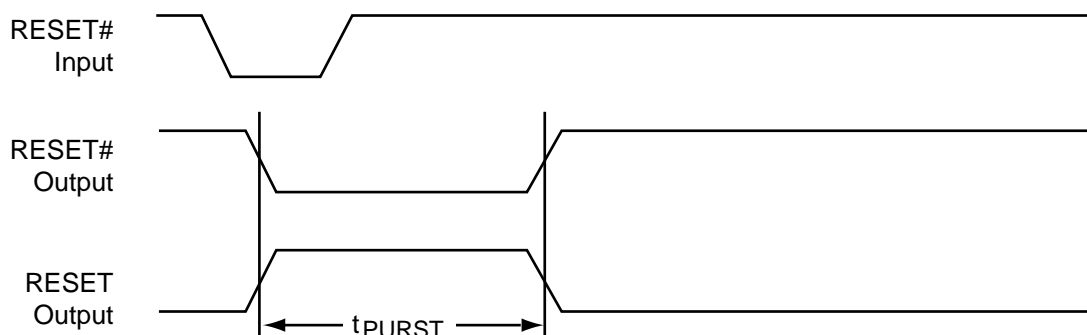 RESET#
Input
RESET#
Output
RESET
Output
tPURST